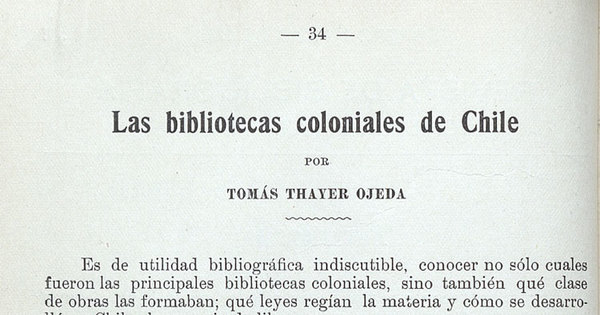 — 34 —
Las bibliotecas coloniales de Chile
POR
TOMÁS THAYER OJEDA
Es de utilidad bibliográfica indiscutible, conocer no sólo cuales
fueron las principales bibliotecas coloniales, sino también qué clase
de obras las formaban; qué leyes regían la materia y cómo se desarro-